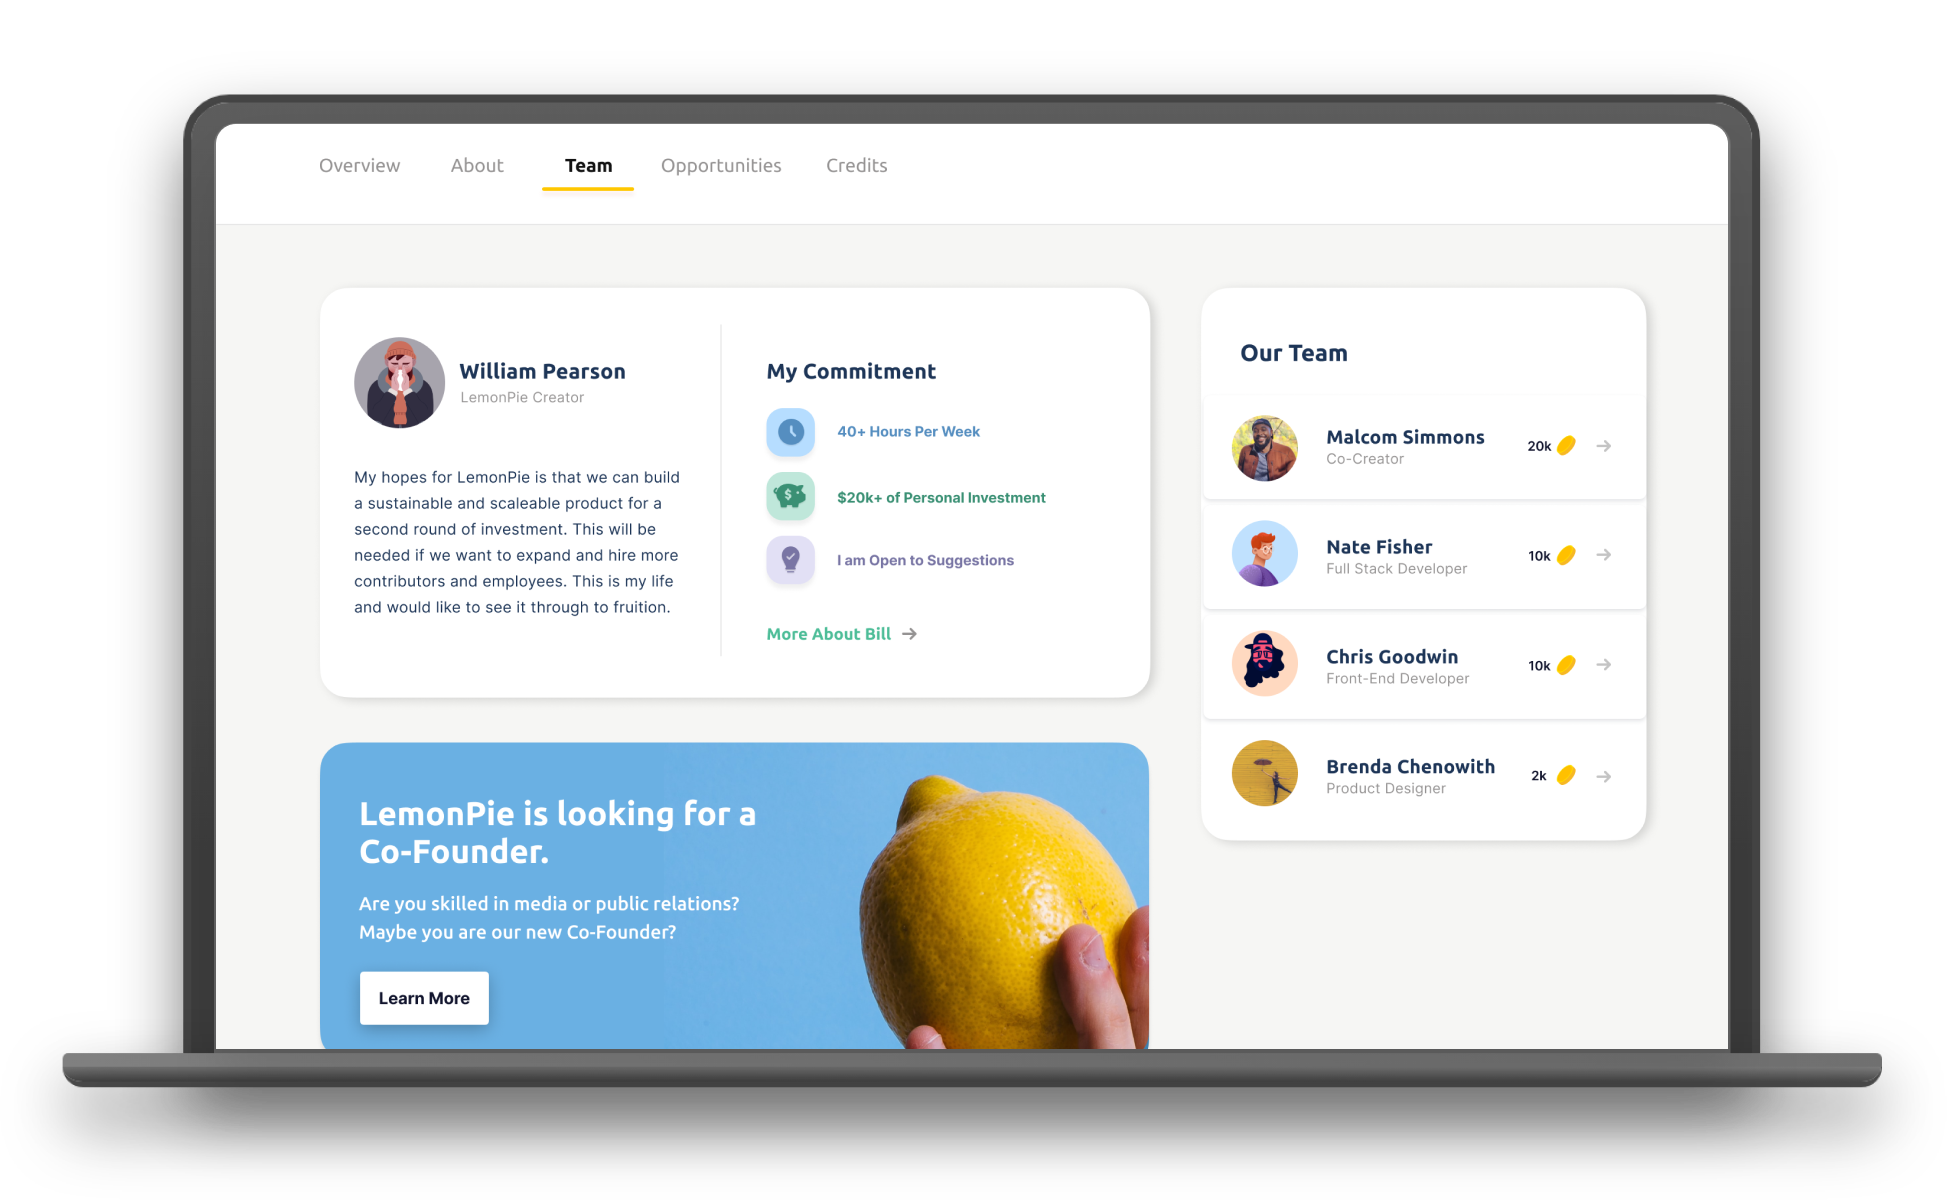 Overview
About
Team
Opportunities
Credits
William Pearson
LemonPie Creator
My hopes for LemonPie is that we can build
a sustainable and scaleable product for a
second round of investment. This will be
needed if we want to expand and hire more
contributors and employees. This is my life
and would like to see it through to fruition.
My Commitment
40+ Hours Per Week
$20k+ of Personal Investment
I am Open to Suggestions
More About Bill
Our Team
Malcom Simmons
Co-Creator
20k
Nate Fisher
Full Stack Developer
10k
Chris Goodwin
Front-End Developer
10k
Brenda Chenowith
Product Designer
2k
LemonPie is looking for a
Co-Founder.
Are you skilled in media or public relations?
Maybe you are our new Co-Founder?
Learn More